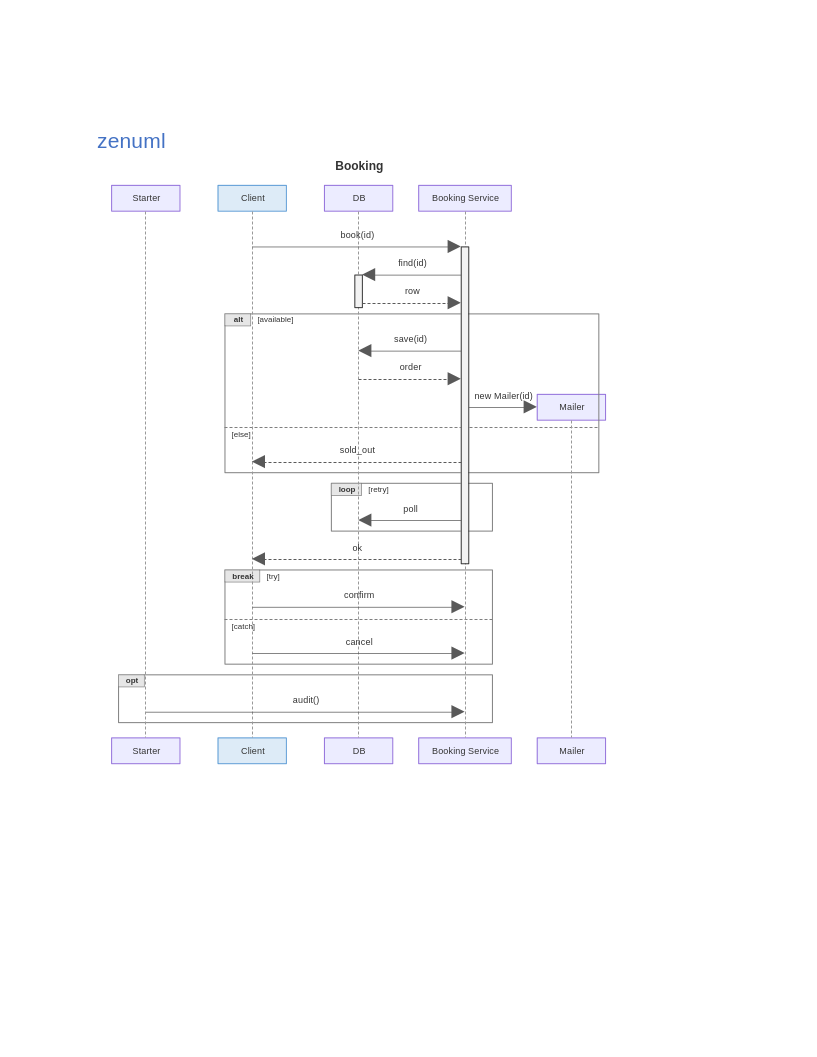 zenuml
Booking
Starter
Client
DB
Booking Service
book(id)
find(id)
row
alt
[available]
save(id)
order
new Mailer(id)
Mailer
[else]
sold_out
loop
[retry]
poll
ok
break
[try]
confirm
[catch]
cancel
opt
audit()
Starter
Client
DB
Booking Service
Mailer